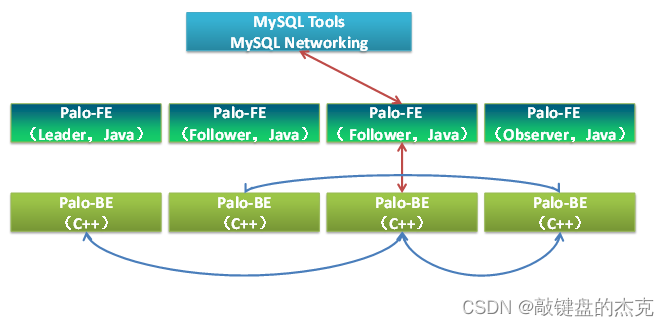 MySQL Tools
MySQL Networking
Palo-FE
（Leader，Java）
Palo-FE
（Follower，Java）
Palo-FE
（ Follower，Java）
Palo-FE
（Observer，Java）
Palo-BE
（C++）
Palo-BE
（C++）
Palo-BE
（C++）
Palo-BE
（C++）
CSDN @敲键盘的杰克